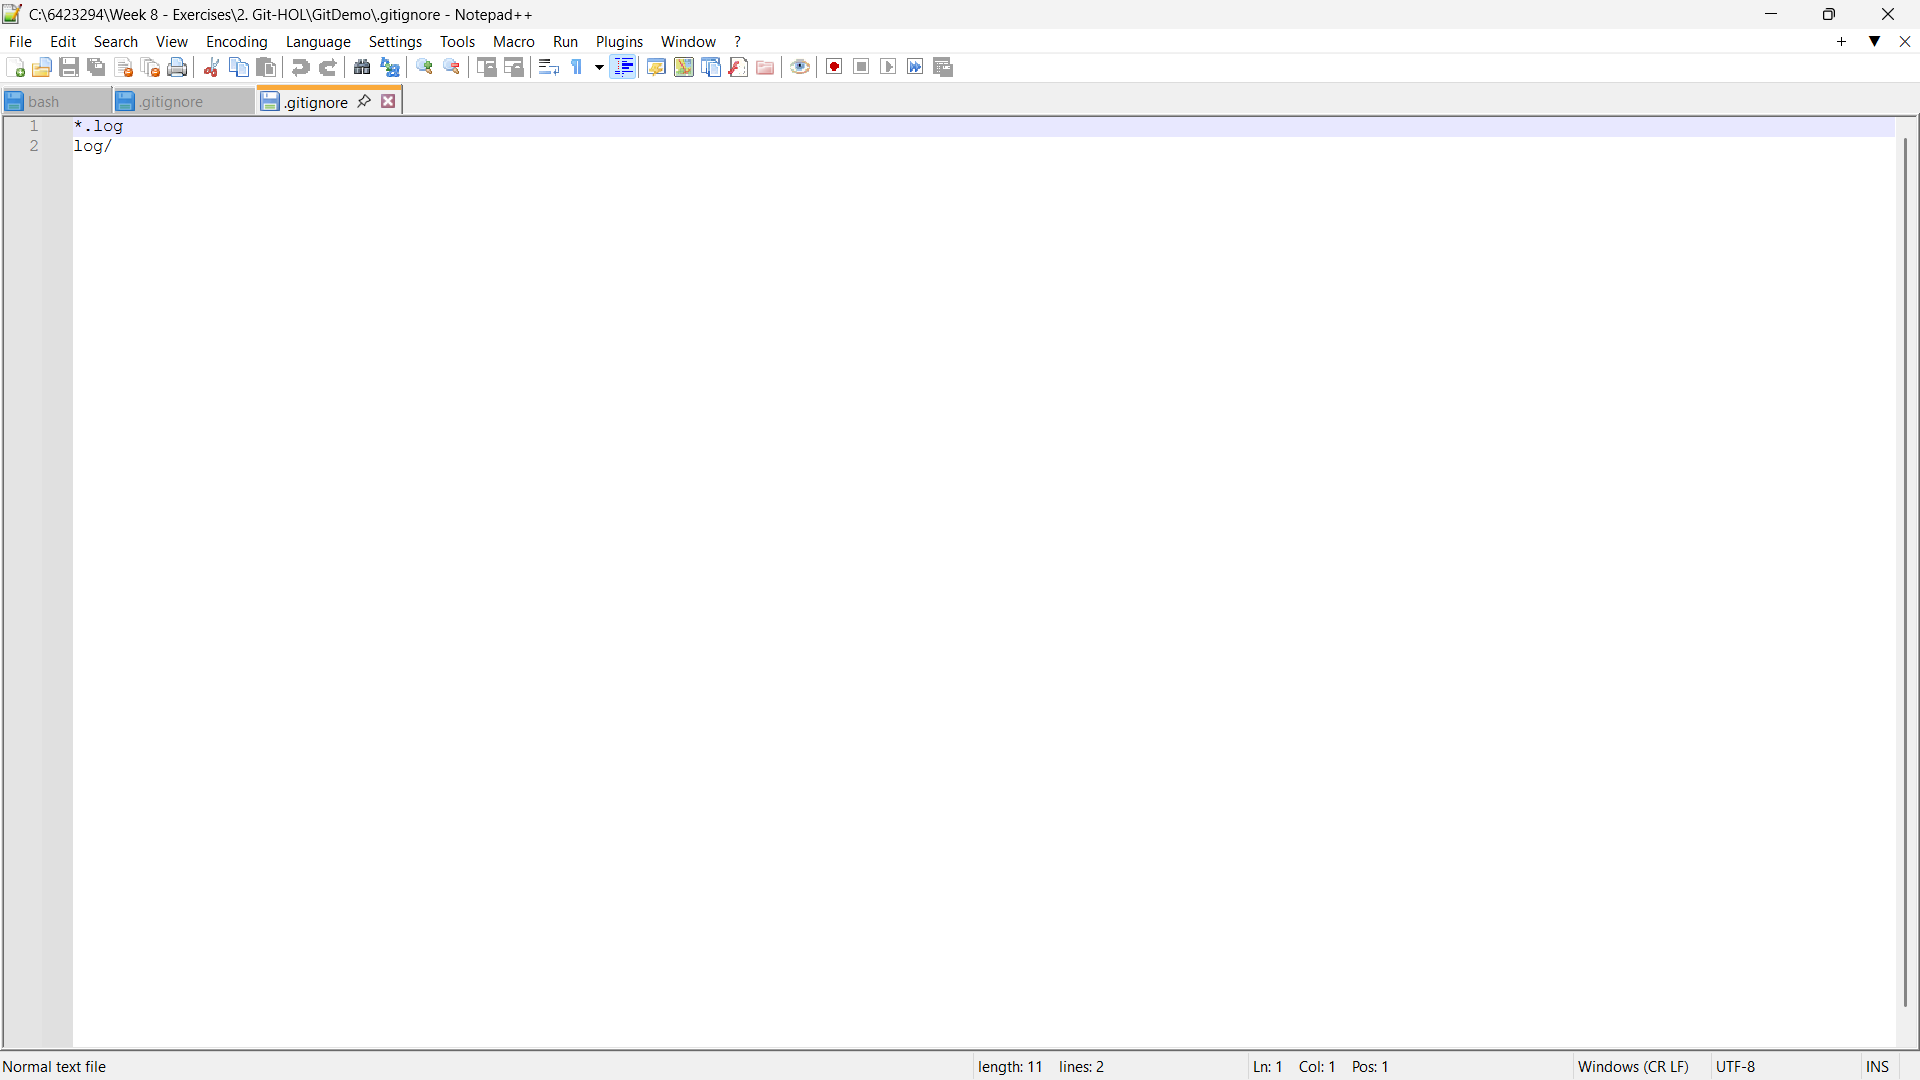 C:\6423294\Week 8 - Exercises\2. Git-HOL\GitDemo\.gitignore - Notepad++
File Edit Search View Encoding Language Settings Tools Macro Run Plugins Window ?
bash .gitignore .gitignore
1 *.log
2 log/
Normal text file length: 11 lines: 2 Ln: 1 Col: 1 Pos: 1 Windows (CR LF) UTF-8 INS